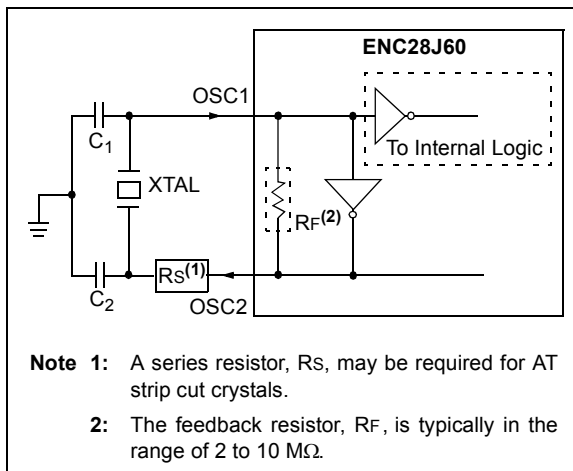 ENC28J60
OSC1
C1
To Internal Logic
XTAL
RF(2)
RS(1)
C2
OSC2
Note 1: A series resistor, RS, may be required for AT
strip cut crystals.
2: The feedback resistor, RF, is typically in the
range of 2 to 10 MΩ.